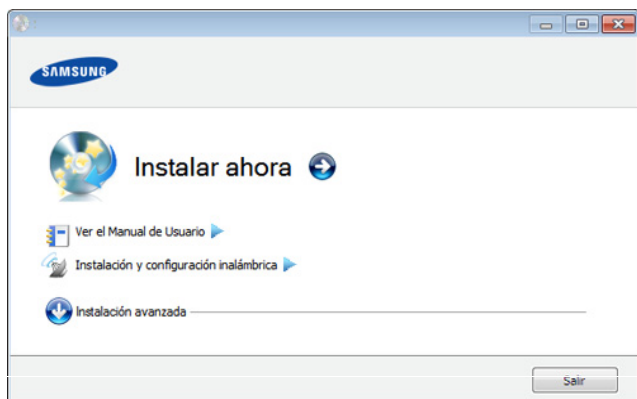 SAMSUNG
Instalar ahora
Ver el Manual de Usuario
Instalación y configuración inalámbrica
Instalación avanzada
Salir